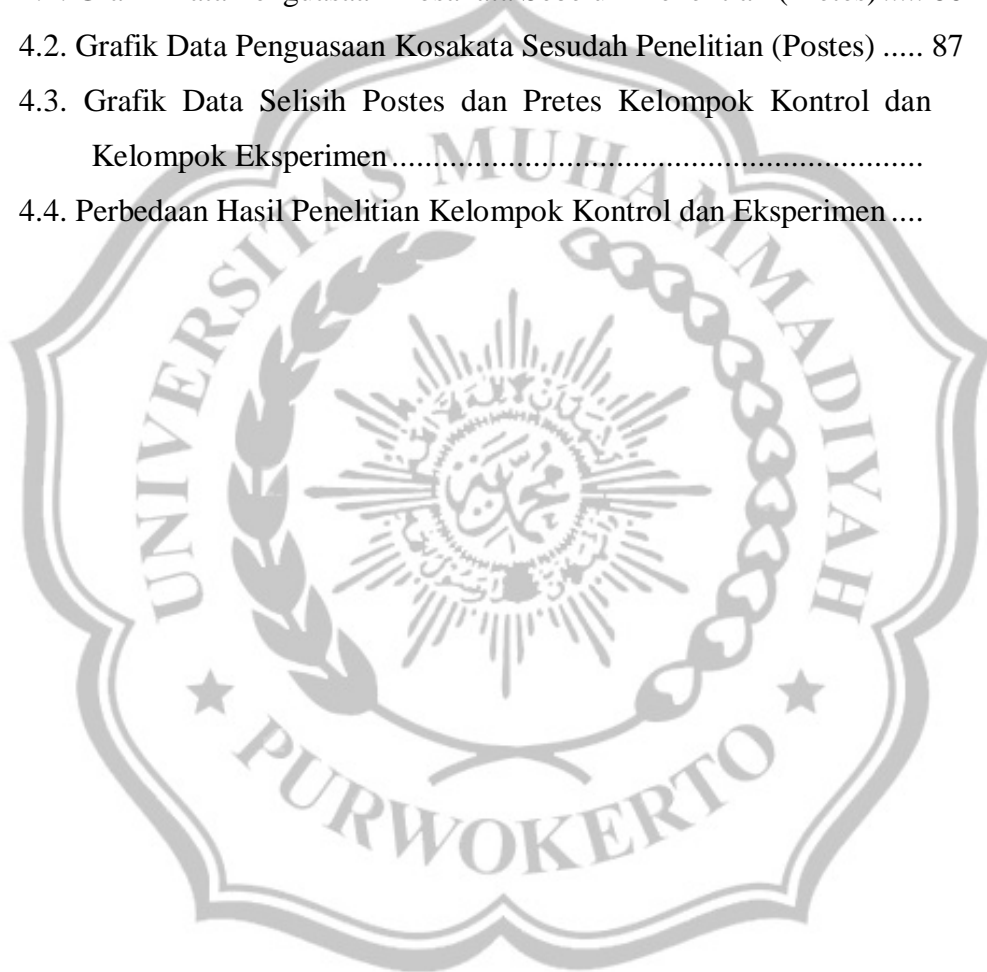 4.2. Grafik Data Penguasaan Kosakata Sesudah Penelitian (Postes) ..... 87
4.3. Grafik Data Selisih Postes dan Pretes Kelompok Kontrol dan
Kelompok Eksperimen .................................................................
4.4. Perbedaan Hasil Penelitian Kelompok Kontrol dan Eksperimen ....
UNIVERSITAS MUHAMMADIYAH
PURWOKERTO